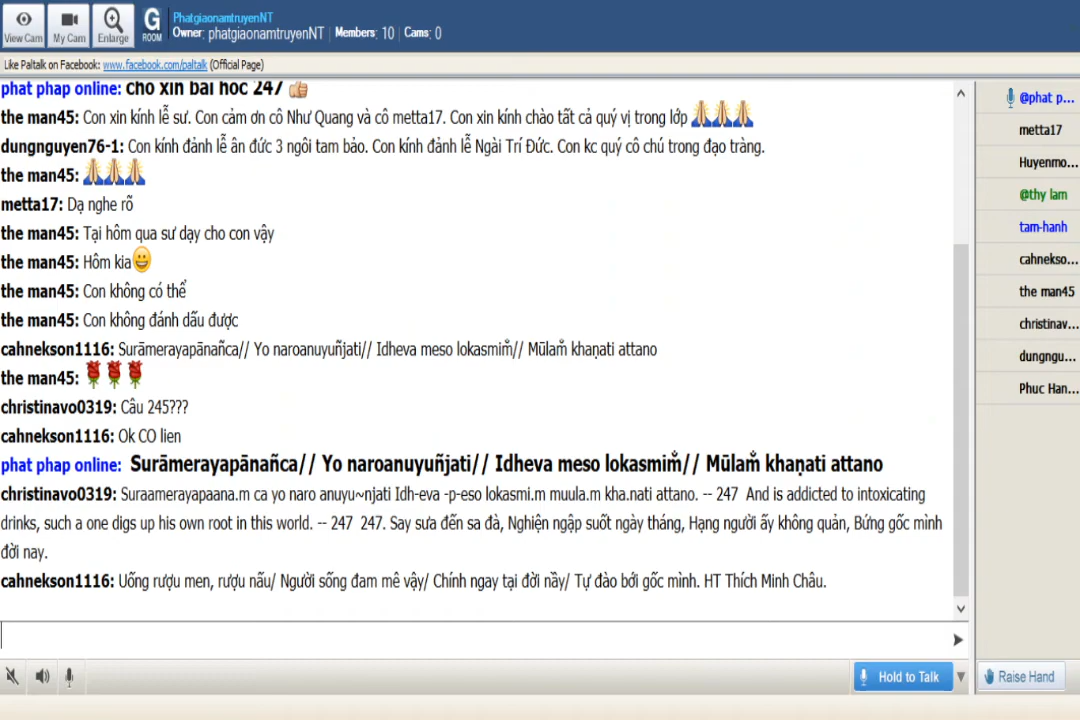 PhatgiaonamtruyenNT
Owner: phatgiaonamtruyenNT | Members: 10 | Cams: 0
View Cam
My Cam
Enlarge
G
ROOM
Like Paltalk on Facebook: www.facebook.com/paltalk (Official Page)
phat phap online: cho xin bai hoc 247
the man45: Con xin kính lễ sư. Con cảm ơn cô Như Quang và cô metta17. Con xin kính chào tất cả quý vị trong lớp
dungnguyen76-1: Con kính đảnh lễ ân đức 3 ngôi tam bảo. Con kính đảnh lễ Ngài Trí Đức. Con kc quý cô chú trong đạo tràng.
the man45:
metta17: Dạ nghe rõ
the man45: Tại hôm qua sư dạy cho con vậy
the man45: Hôm kia
the man45: Con không có thể
the man45: Con không đánh dấu được
cahnekson1116: Surāmerayapānañca// Yo naroanuyuñjati// Idheva meso lokasmiṁ// Mūlaṁ khaṇati attano
the man45:
christinavo0319: Câu 245???
cahnekson1116: Ok CO lien
phat phap online: Surāmerayapānañca// Yo naroanuyuñjati// Idheva meso lokasmiṁ// Mūlaṁ khaṇati attano
christinavo0319: Suraamerayapaana.m ca yo naro anuyu~njati Idh-eva -p-eso lokasmi.m muula.m kha.nati attano. -- 247 And is addicted to intoxicating
drinks, such a one digs up his own root in this world. -- 247 247. Say sưa đến sa đà, Nghiện ngập suốt ngày tháng, Hạng người ấy không quản, Bứng gốc mình
đời nay.
cahnekson1116: Uống rượu men, rượu nấu/ Người sống đam mê vậy/ Chính ngay tại đời nầy/ Tự đào bới gốc mình. HT Thích Minh Châu.
@phat p...
metta17
Huyenmo...
@thy lam
tam-hanh
cahnekso...
the man45
christinav...
dungngu...
Phuc Han...
Hold to Talk
Raise Hand